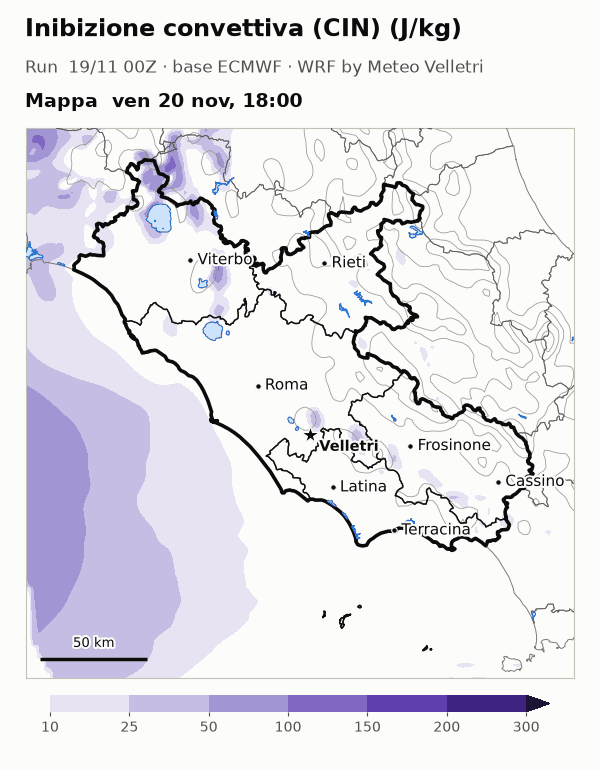 Inibizione convettiva (CIN) (J/kg)
Run  19/11 00Z · base ECMWF · WRF by Meteo Velletri
Mappa  ven 20 nov, 18:00
Viterbo
Rieti
Roma
Velletri
Frosinone
Cassino
Latina
Terracina
50 km
10 25 50 100 150 200 300